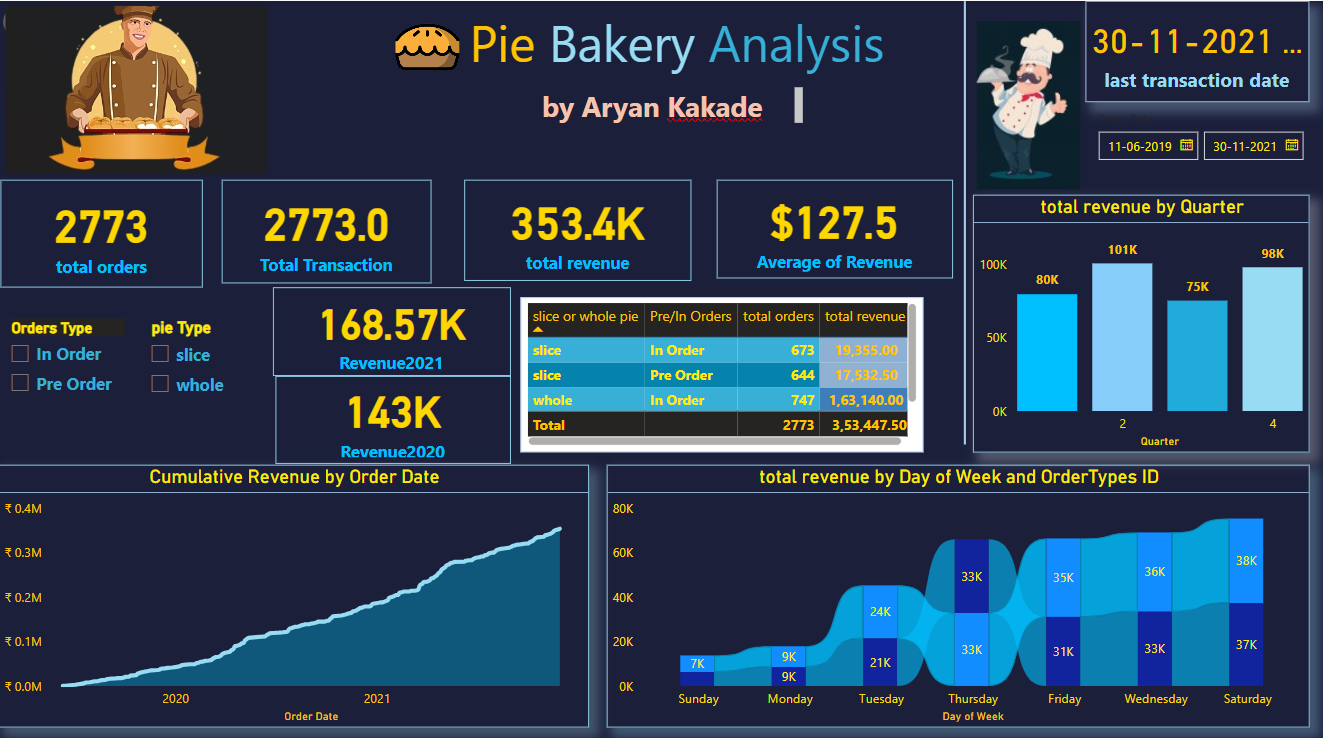 Pie Bakery Analysis
by Aryan Kakade
30-11-2021 ...
last transaction date
11-06-2019
30-11-2021
2773
total orders
2773.0
Total Transaction
353.4K
total revenue
$127.5
Average of Revenue
Orders Type
In Order
Pre Order
pie Type
slice
whole
168.57K
Revenue2021
143K
Revenue2020
slice or whole pie Pre/In Orders total orders total revenue
slice In Order 673 19,355.00
slice Pre Order 644 17,532.50
whole In Order 747 1,63,140.00
Total 2773 3,53,447.50
total revenue by Quarter
100K
50K
0K
80K
101K
75K
98K
2 4
Quarter
Cumulative Revenue by Order Date
₹ 0.4M
₹ 0.3M
₹ 0.2M
₹ 0.1M
₹ 0.0M
2020 2021
Order Date
total revenue by Day of Week and OrderTypes ID
80K
60K
40K
20K
0K
7K
9K
9K
24K
21K
33K
33K
35K
31K
36K
33K
38K
37K
Sunday Monday Tuesday Thursday Friday Wednesday Saturday
Day of Week